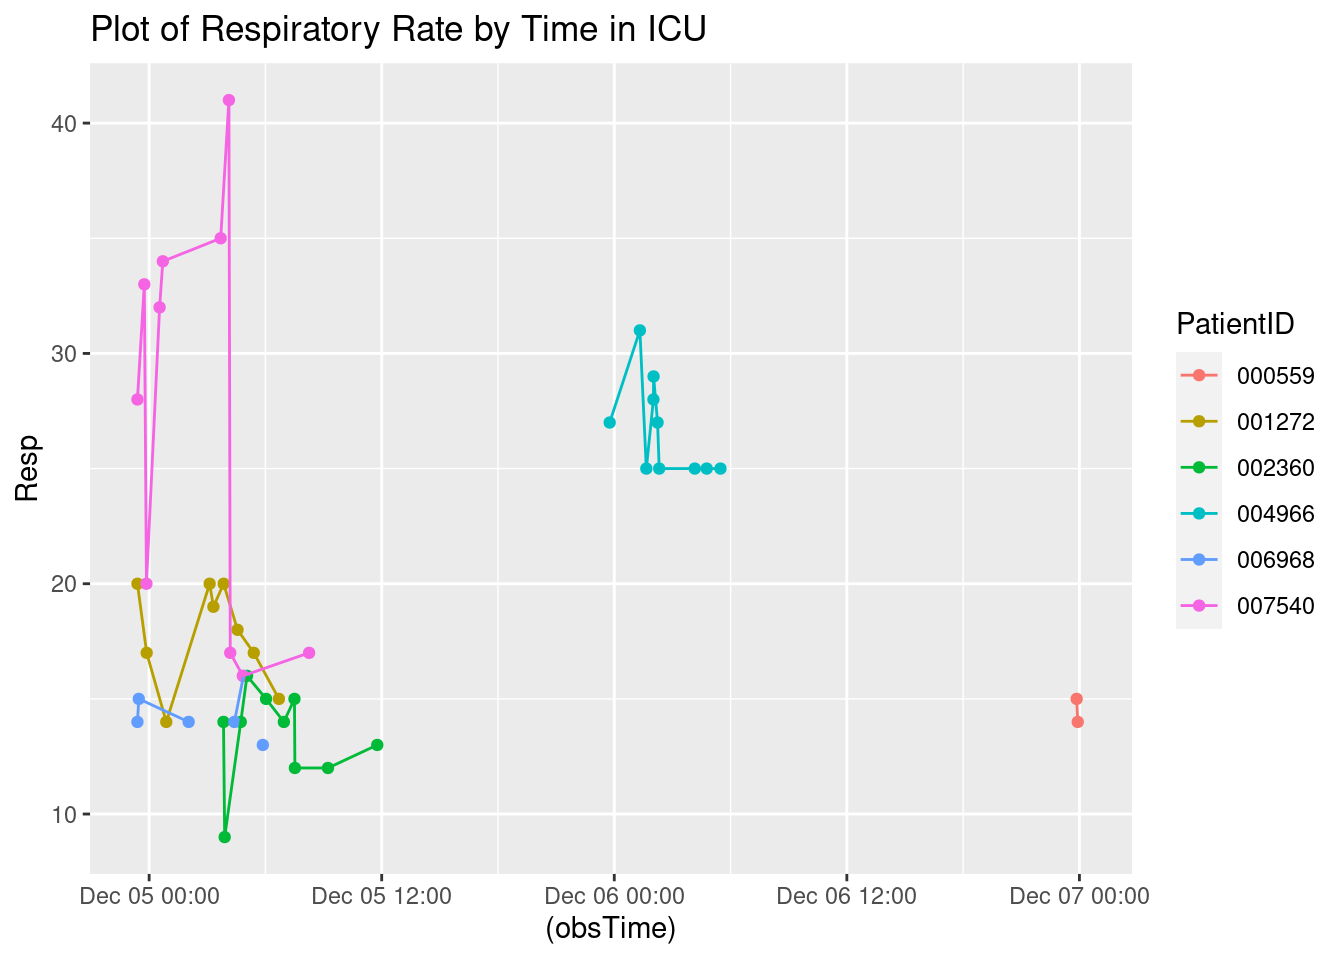 Plot of Respiratory Rate by Time in ICU
40
30
20
10
Resp
Dec 05 00:00
Dec 05 12:00
Dec 06 00:00
Dec 06 12:00
Dec 07 00:00
(obsTime)
PatientID
000559
001272
002360
004966
006968
007540